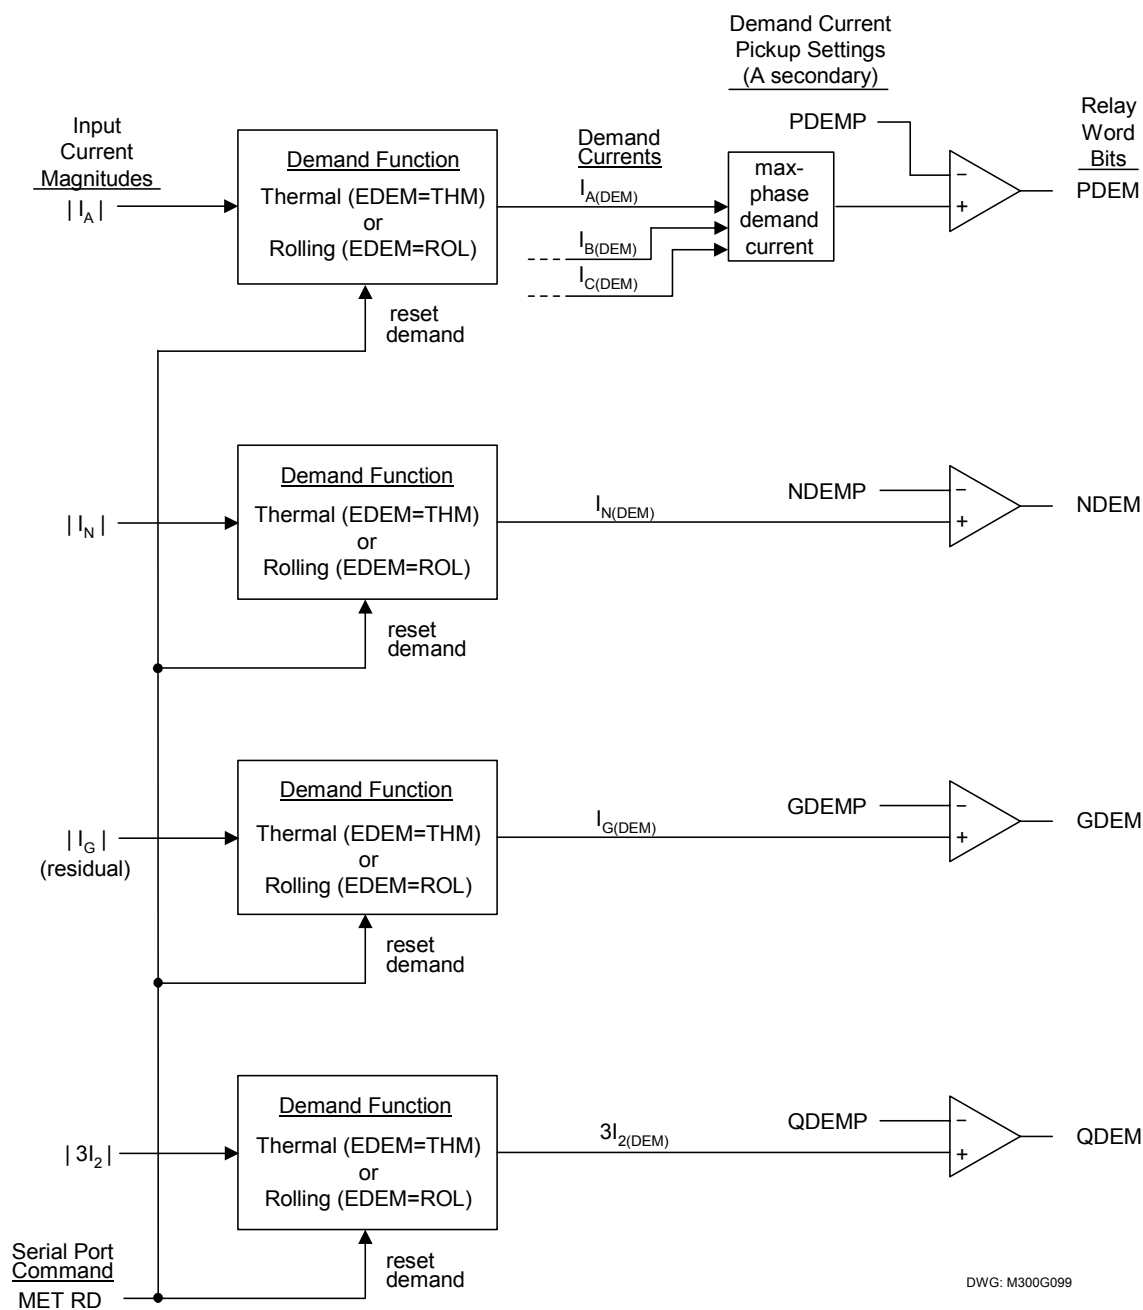 Demand Current
Pickup Settings
(A secondary)
Input
Current
Magnitudes
Demand Function
Thermal (EDEM=THM)
or
Rolling (EDEM=ROL)
Demand
Currents
PDEMP
max-
phase
demand
current
Relay
Word
Bits
| I_A |
I_A(DEM)
I_B(DEM)
I_C(DEM)
−
+
PDEM
reset
demand
Demand Function
Thermal (EDEM=THM)
or
Rolling (EDEM=ROL)
| I_N |
I_N(DEM)
NDEMP
−
+
NDEM
reset
demand
Demand Function
Thermal (EDEM=THM)
or
Rolling (EDEM=ROL)
| I_G |
(residual)
I_G(DEM)
GDEMP
−
+
GDEM
reset
demand
Demand Function
Thermal (EDEM=THM)
or
Rolling (EDEM=ROL)
| 3I_2 |
3I_2(DEM)
QDEMP
−
+
QDEM
reset
demand
Serial Port
Command
MET RD
DWG: M300G099